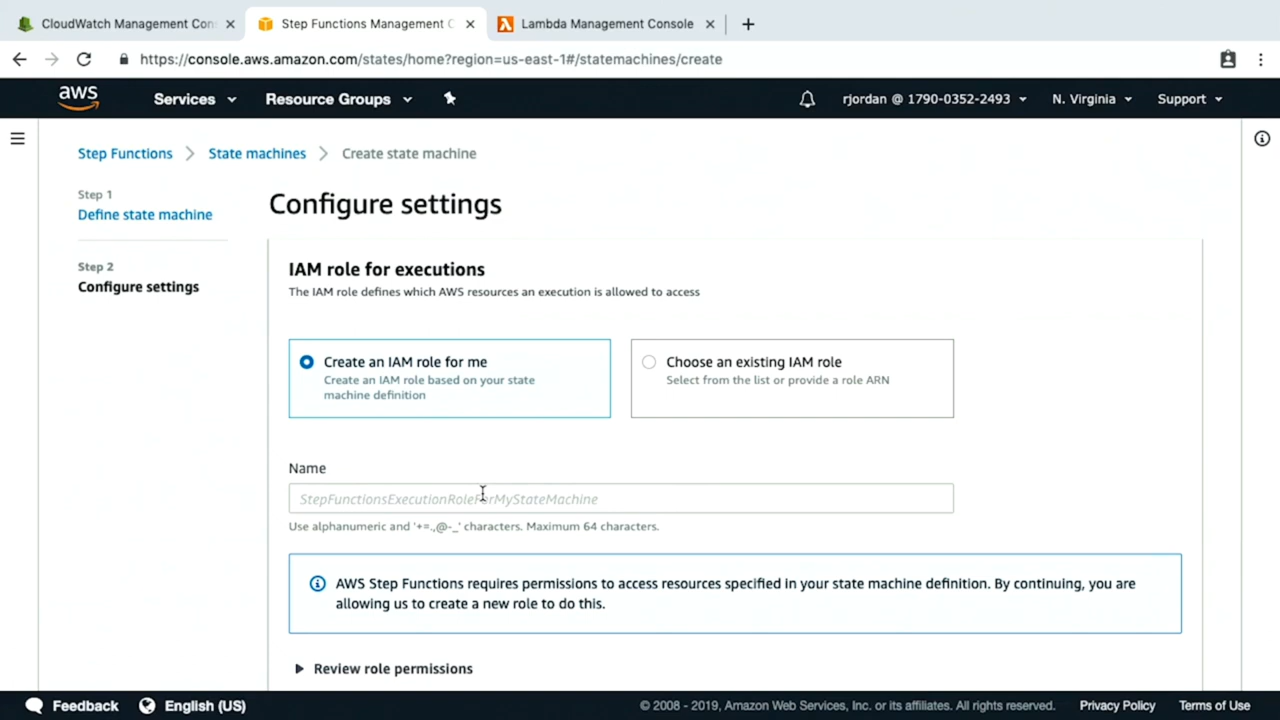 CloudWatch Management Con
Step Functions Management C
Lambda Management Console
https://console.aws.amazon.com/states/home?region=us-east-1#/statemachines/create
aws
Services
Resource Groups
rjordan @ 1790-0352-2493
N. Virginia
Support
Step Functions
State machines
Create state machine
Step 1
Define state machine
Step 2
Configure settings
Configure settings
IAM role for executions
The IAM role defines which AWS resources an execution is allowed to access
Create an IAM role for me
Create an IAM role based on your state
machine definition
Choose an existing IAM role
Select from the list or provide a role ARN
Name
StepFunctionsExecutionRoleForMyStateMachine
Use alphanumeric and '+=.,@-_' characters. Maximum 64 characters.
AWS Step Functions requires permissions to access resources specified in your state machine definition. By continuing, you are
allowing us to create a new role to do this.
Review role permissions
Feedback
English (US)
© 2008 - 2019, Amazon Web Services, Inc. or its affiliates. All rights reserved.
Privacy Policy
Terms of Use